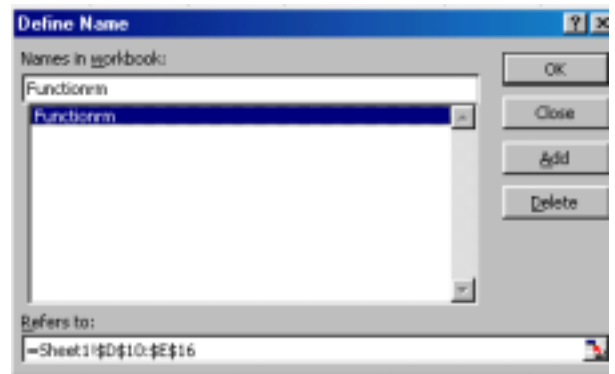 Define Name
Names in workbook:
Functionrm
Functionrm
OK
Close
Add
Delete
Refers to:
=Sheet1!$D$10:$E$16